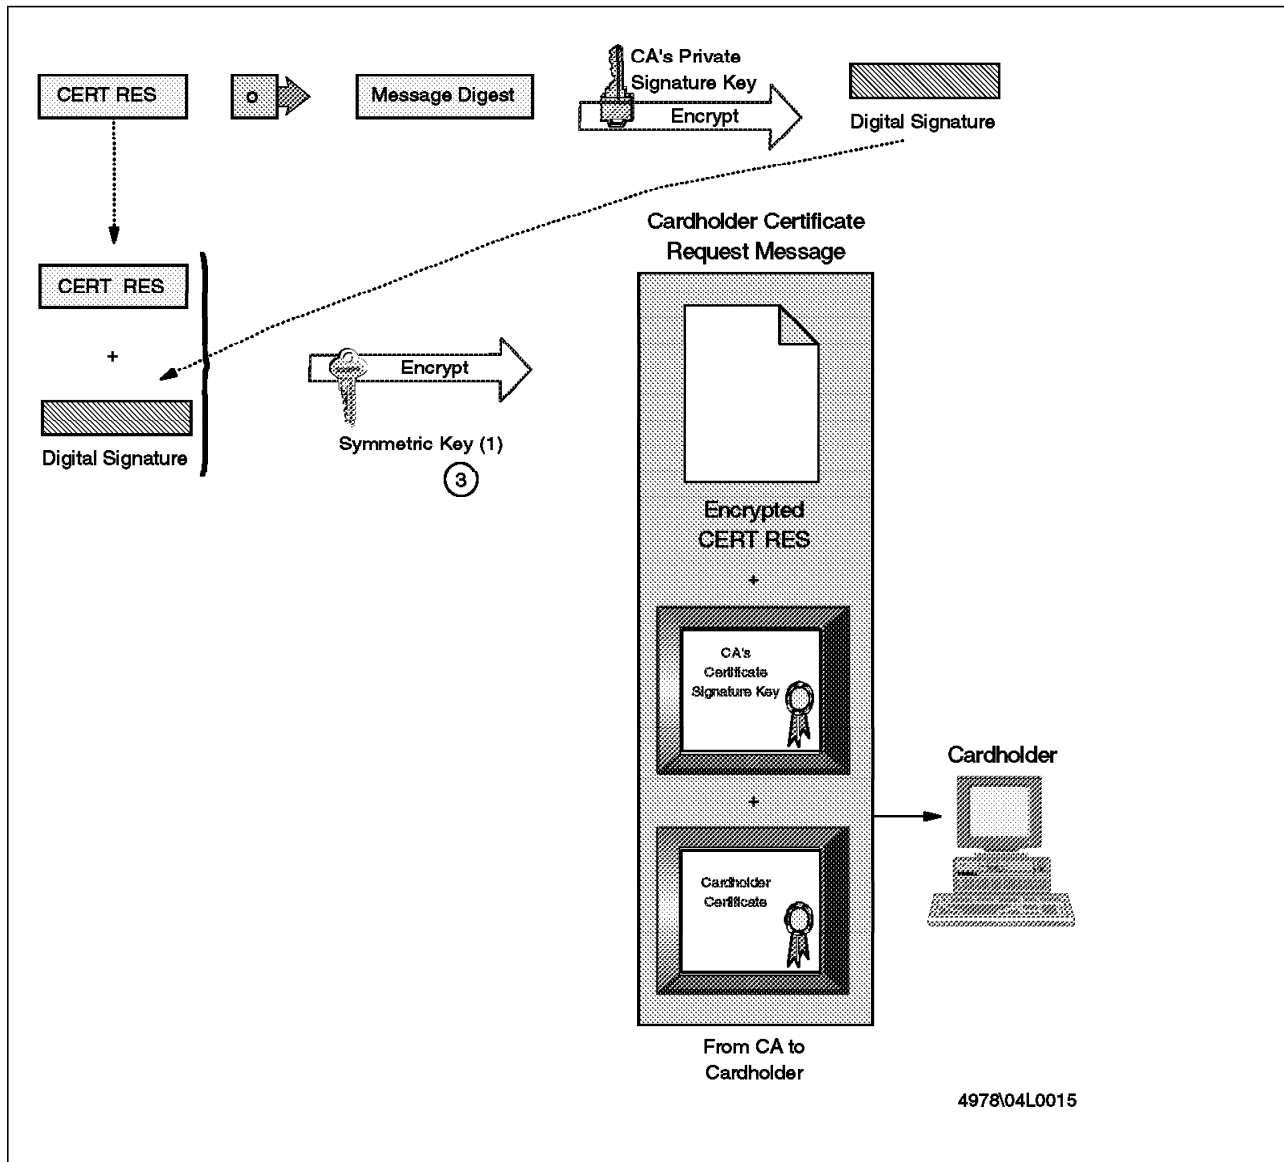 CERT RES
o
Message Digest
CA's Private
Signature Key
Encrypt
Digital Signature
CERT RES
+
Digital Signature
Encrypt
Symmetric Key (1)
3
Cardholder Certificate
Request Message
Encrypted
CERT RES
+
CA's
Certificate
Signature Key
+
Cardholder
Certificate
From CA to
Cardholder
Cardholder
4978\04L0015